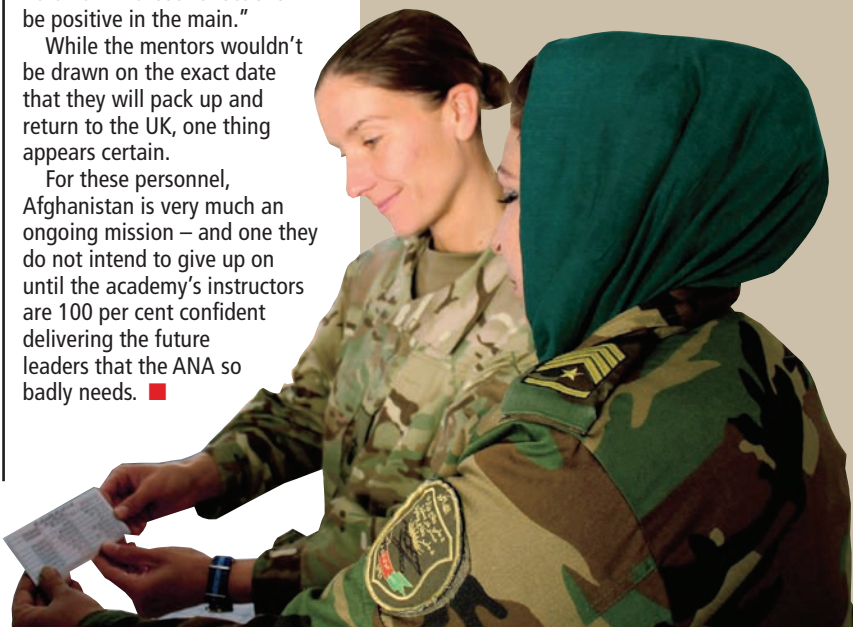 be positive in the main.”
While the mentors wouldn’t
be drawn on the exact date
that they will pack up and
return to the UK, one thing
appears certain.
For these personnel,
Afghanistan is very much an
ongoing mission – and one they
do not intend to give up on
until the academy’s instructors
are 100 per cent confident
delivering the future
leaders that the ANA so
badly needs.